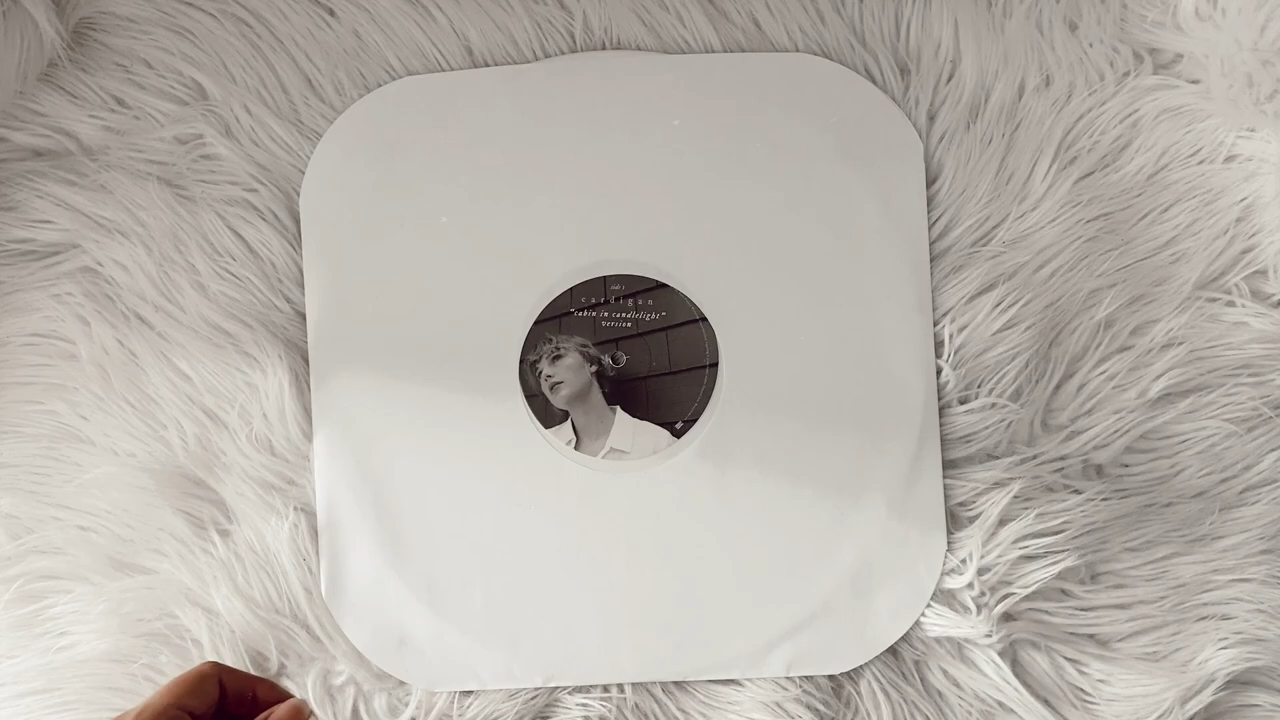 side 1
cardigan
"cabin in candlelight"
version